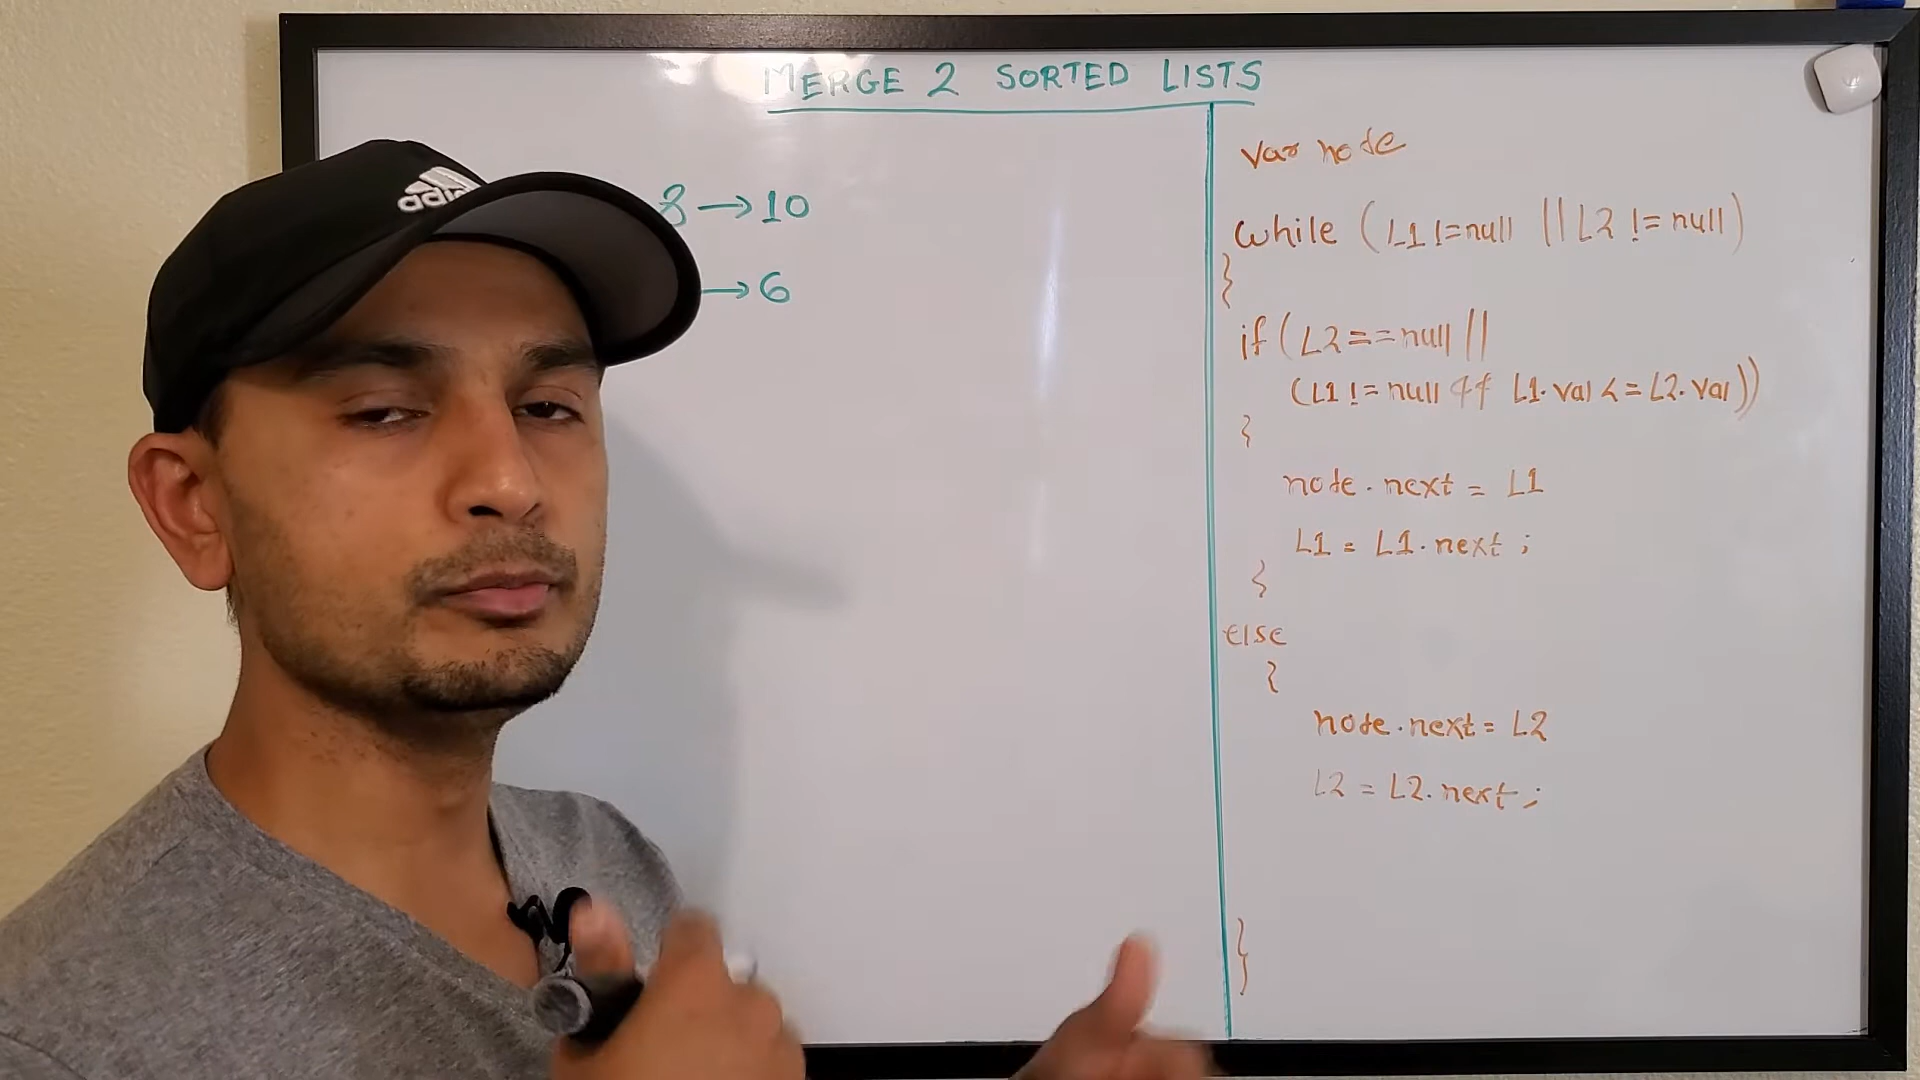 MERGE 2 SORTED LISTS
8 → 10
→ 6
adidas
var node
while (L1 != null || L2 != null)
}
if ( L2 == null ||
(L1 != null && L1.val <= L2.val))
{
node.next = L1
L1 = L1.next ;
}
else
{
node.next = L2
L2 = L2.next ;
}